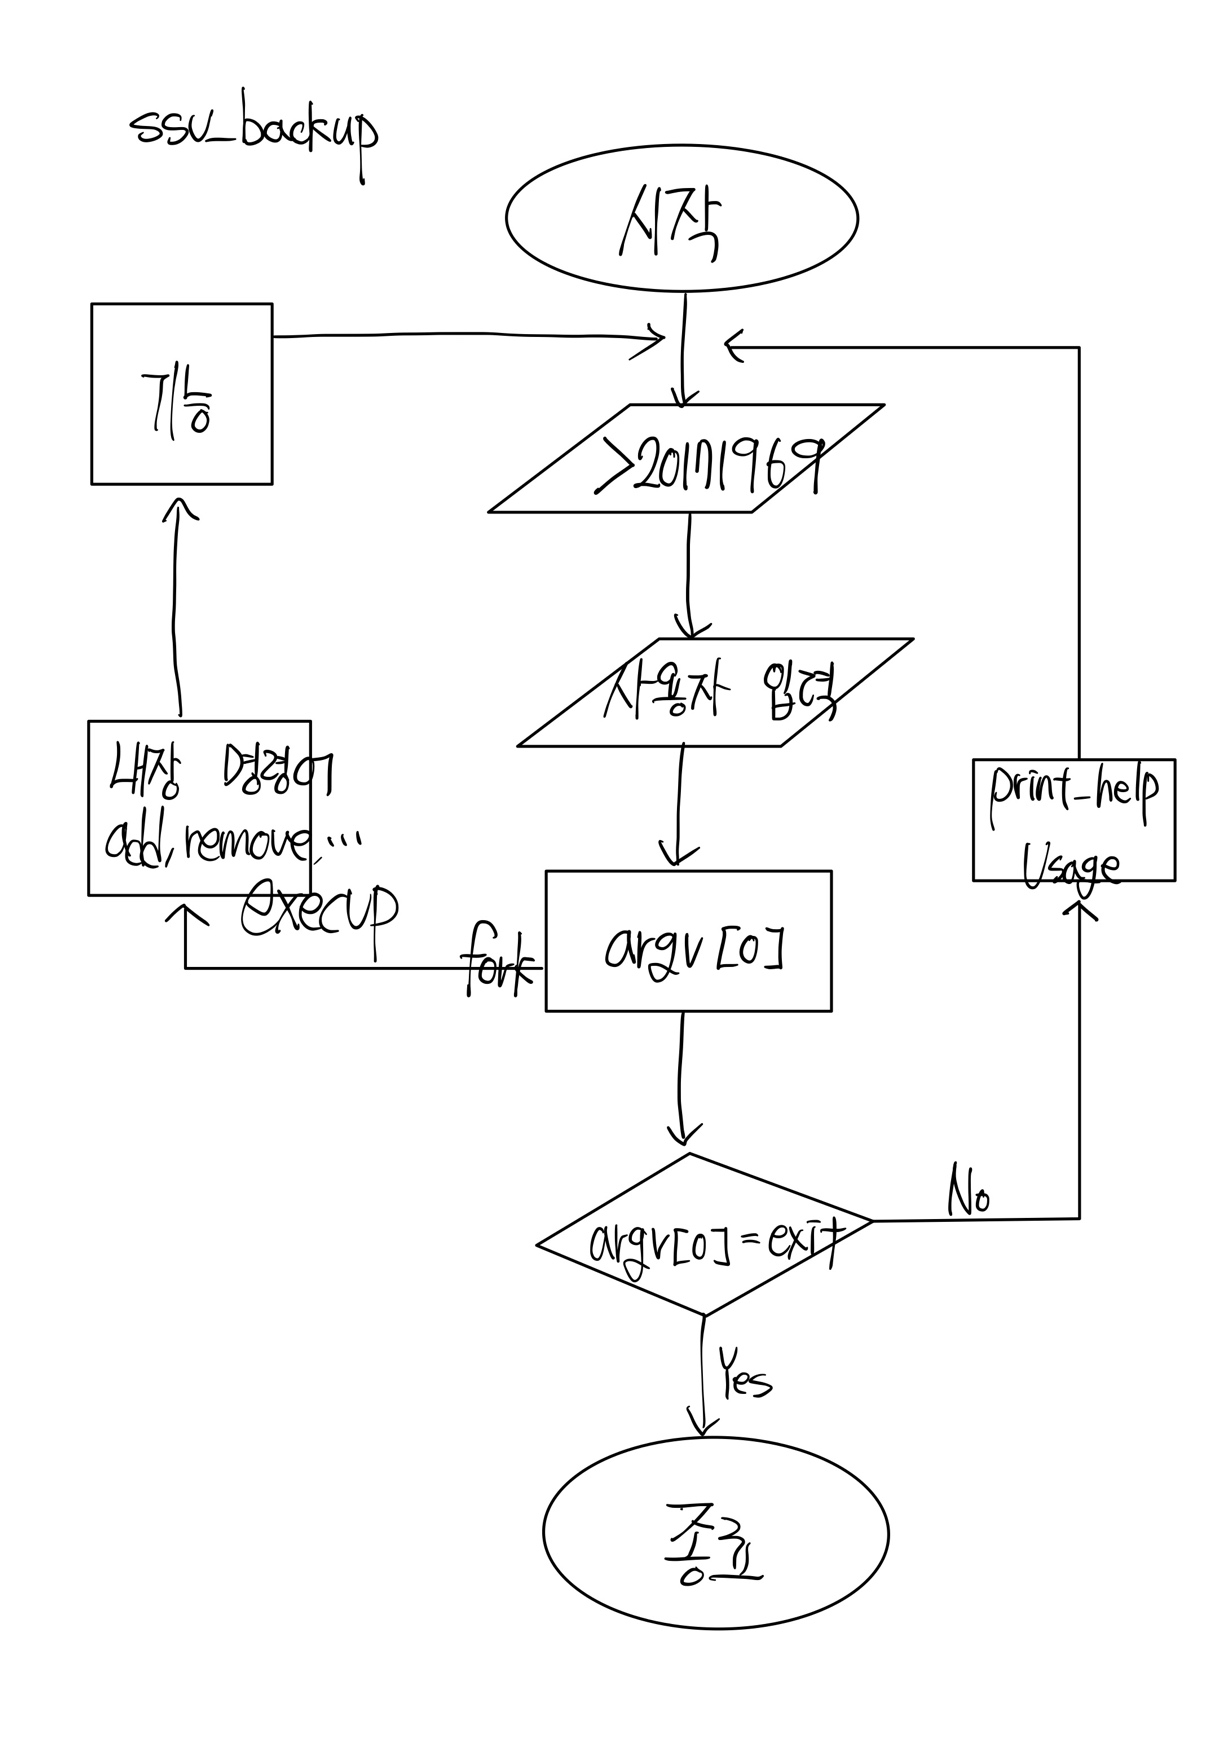 ssu_backup
시작
기능
>20171969
사용자 입력
내장 명령어
add, remove, ...
execup
print_help
Usage
fork
argv[0]
argv[0] = exit
No
Yes
종료